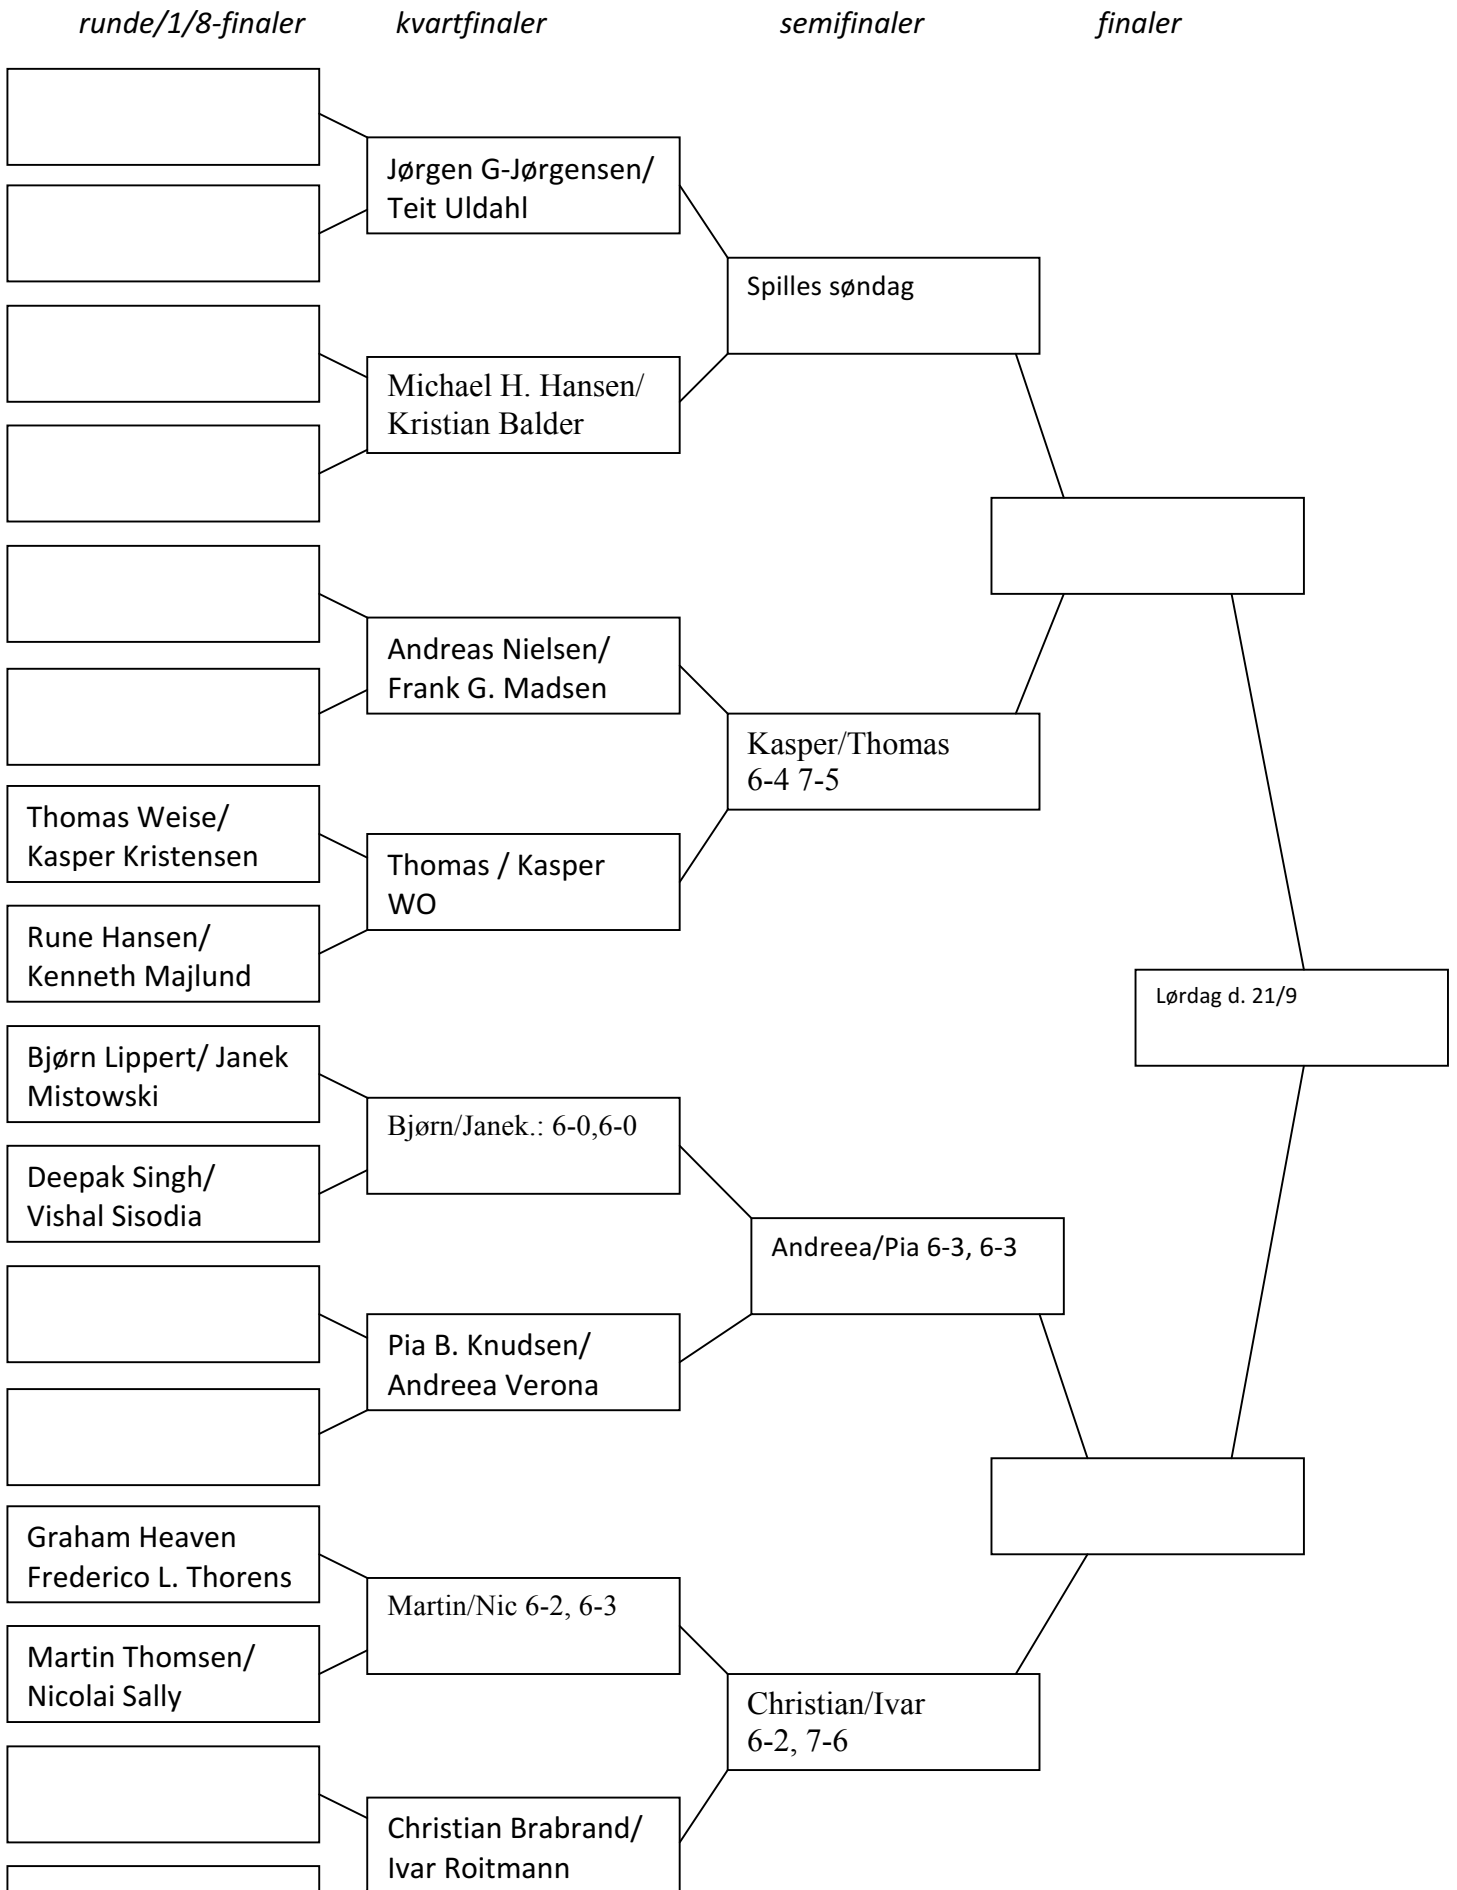 runde/1/8-finaler kvartfinaler semifinaler finaler
Jørgen G-Jørgensen/
Teit Uldahl
Spilles søndag
Michael H. Hansen/
Kristian Balder
Andreas Nielsen/
Frank G. Madsen
Kasper/Thomas
6-4 7-5
Thomas Weise/
Kasper Kristensen
Thomas / Kasper
WO
Rune Hansen/
Kenneth Majlund
Lørdag d. 21/9
Bjørn Lippert/ Janek
Mistowski
Bjørn/Janek.: 6-0,6-0
Deepak Singh/
Vishal Sisodia
Andreea/Pia 6-3, 6-3
Pia B. Knudsen/
Andreea Verona
Graham Heaven
Frederico L. Thorens
Martin/Nic 6-2, 6-3
Martin Thomsen/
Nicolai Sally
Christian/Ivar
6-2, 7-6
Christian Brabrand/
Ivar Roitmann